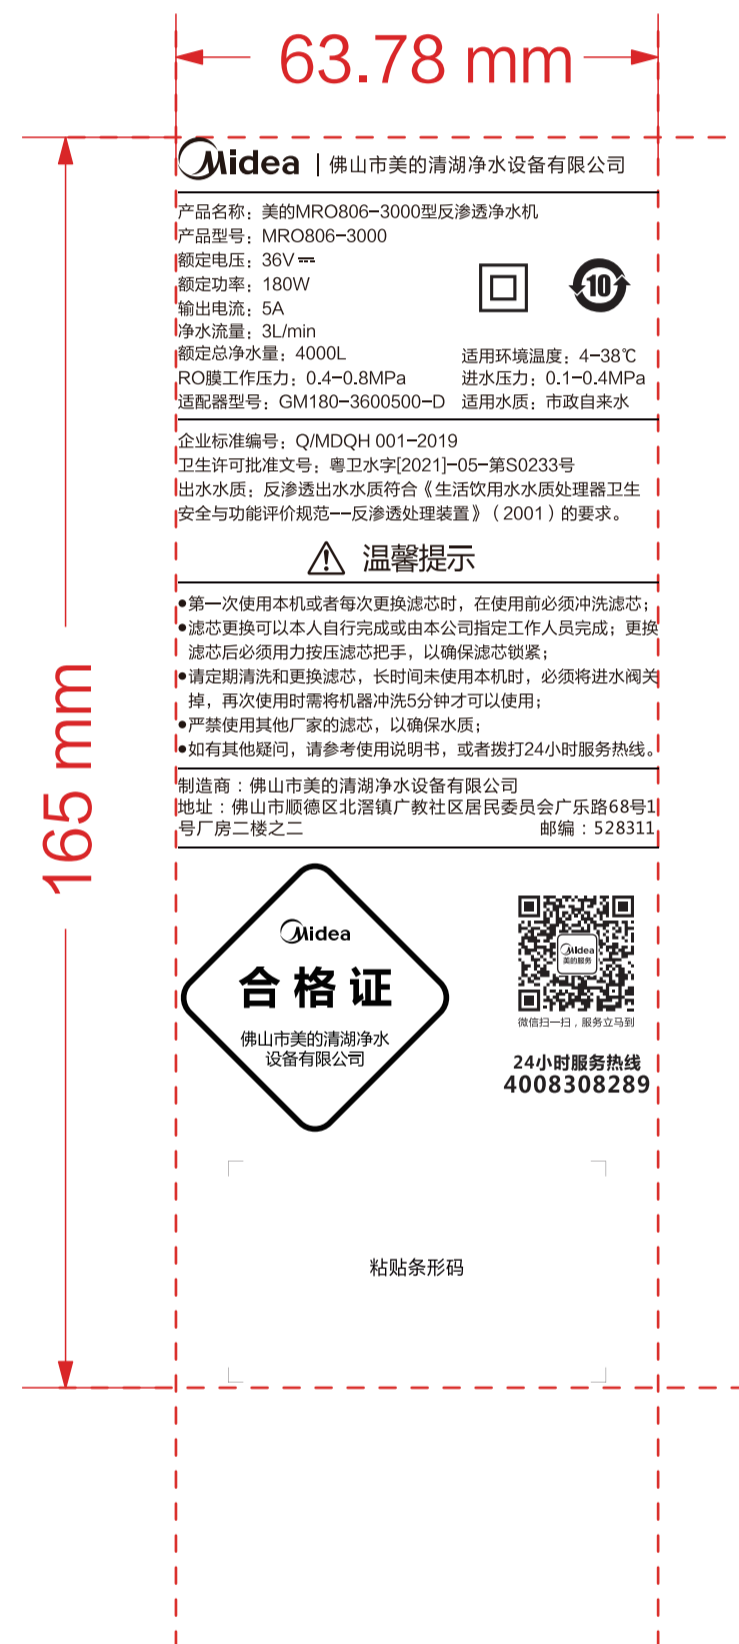 63.78 mm
165 mm
Midea | 佛山市美的清湖净水设备有限公司
产品名称：美的MRO806-3000型反渗透净水机
产品型号：MRO806-3000
额定电压：36V
额定功率：180W
输出电流：5A
10
净水流量：3L/min
额定总净水量：4000L 适用环境温度：4-38℃
RO膜工作压力：0.4-0.8MPa 进水压力：0.1-0.4MPa
适配器型号：GM180-3600500-D 适用水质：市政自来水
企业标准编号：Q/MDQH 001-2019
卫生许可批准文号：粤卫水字[2021]-05-第S0233号
出水水质：反渗透出水水质符合《生活饮用水水质处理器卫生
安全与功能评价规范--反渗透处理装置》（2001）的要求。
温馨提示
●第一次使用本机或者每次更换滤芯时，在使用前必须冲洗滤芯；
●滤芯更换可以本人自行完成或由本公司指定工作人员完成；更换
滤芯后必须用力按压滤芯把手，以确保滤芯锁紧；
●请定期清洗和更换滤芯，长时间未使用本机时，必须将进水阀关
掉，再次使用时需将机器冲洗5分钟才可以使用；
●严禁使用其他厂家的滤芯，以确保水质；
●如有其他疑问，请参考使用说明书，或者拨打24小时服务热线。
制造商：佛山市美的清湖净水设备有限公司
地址：佛山市顺德区北滘镇广教社区居民委员会广乐路68号1
号厂房二楼之二 邮编：528311
Midea
合格证
佛山市美的清湖净水
设备有限公司
Midea
美的服务
微信扫一扫，服务立马到
24小时服务热线
4008308289
粘贴条形码